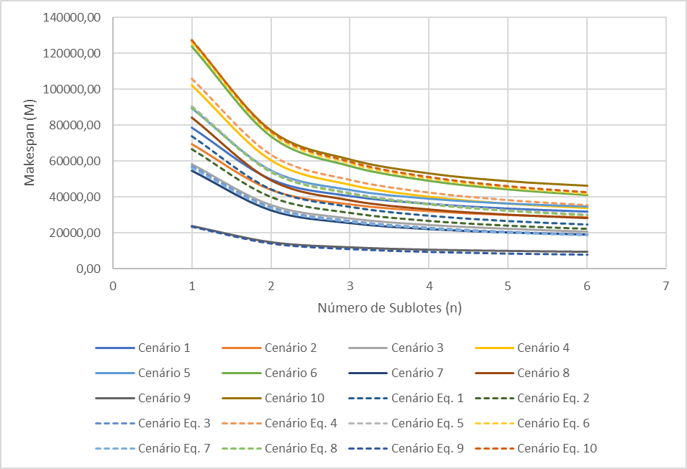 140000,00
120000,00
100000,00
80000,00
60000,00
40000,00
20000,00
0,00
Makespan (M)
0 1 2 3 4 5 6 7
Número de Sublotes (n)
Cenário 1 Cenário 2 Cenário 3 Cenário 4
Cenário 5 Cenário 6 Cenário 7 Cenário 8
Cenário 9 Cenário 10 Cenário Eq. 1 Cenário Eq. 2
Cenário Eq. 3 Cenário Eq. 4 Cenário Eq. 5 Cenário Eq. 6
Cenário Eq. 7 Cenário Eq. 8 Cenário Eq. 9 Cenário Eq. 10